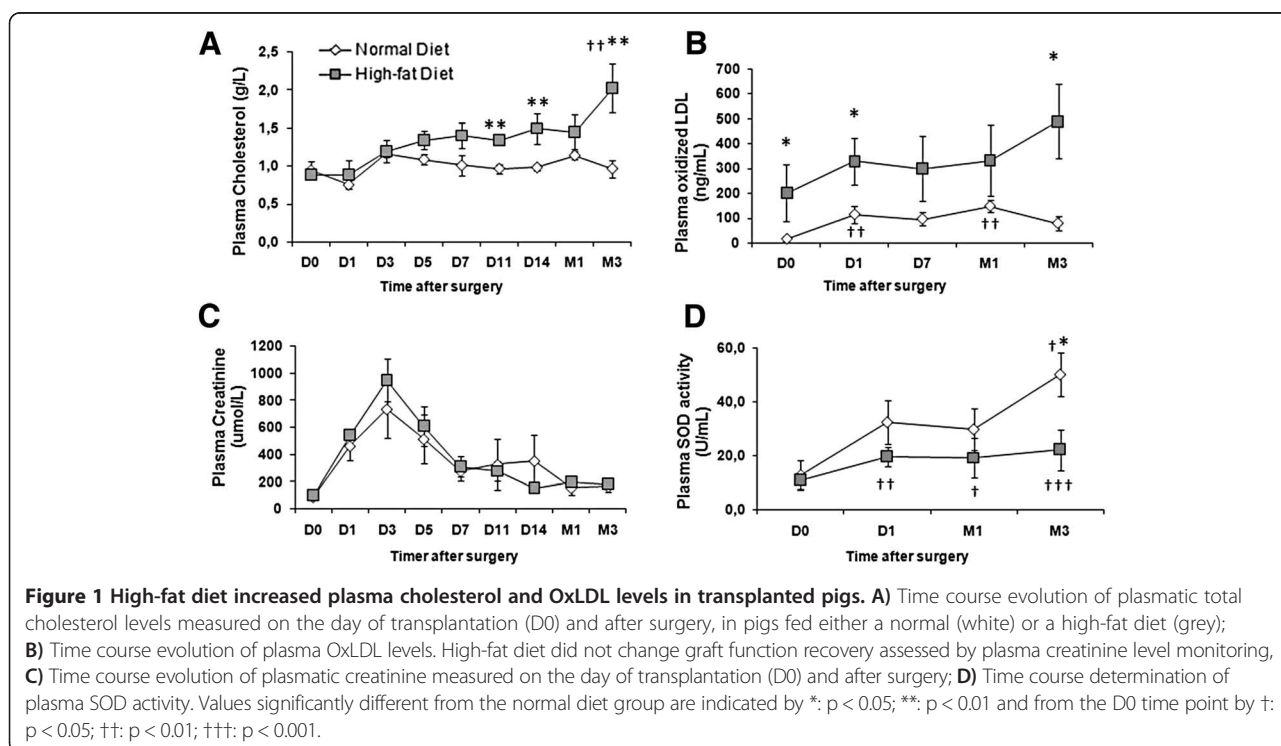 A
2,5
2,0
1,5
1,0
0,5
0,0
Plasma Cholesterol (g/L)
Normal Diet
High-fat Diet
**
**
††**
D0 D1 D3 D5 D7 D11 D14 M1 M3
Time after surgery
B
700
600
500
400
300
200
100
0
Plasma oxidized LDL
(ng/mL)
*
*
*
††
††
D0 D1 D7 M1 M3
Time after surgery
C
1200
1000
800
600
400
200
0
Plasma Creatinine
(umol/L)
D0 D1 D3 D5 D7 D11 D14 M1 M3
Timer after surgery
D
60,0
40,0
20,0
0,0
Plasma SOD activity
(U/mL)
†*
††
†
†††
D0 D1 M1 M3
Time after surgery
Figure 1 High-fat diet increased plasma cholesterol and OxLDL levels in transplanted pigs. A) Time course evolution of plasmatic total
cholesterol levels measured on the day of transplantation (D0) and after surgery, in pigs fed either a normal (white) or a high-fat diet (grey);
B) Time course evolution of plasma OxLDL levels. High-fat diet did not change graft function recovery assessed by plasma creatinine level monitoring,
C) Time course evolution of plasmatic creatinine measured on the day of transplantation (D0) and after surgery; D) Time course determination of
plasma SOD activity. Values significantly different from the normal diet group are indicated by *: p < 0.05; **: p < 0.01 and from the D0 time point by †:
p < 0.05; ††: p < 0.01; †††: p < 0.001.